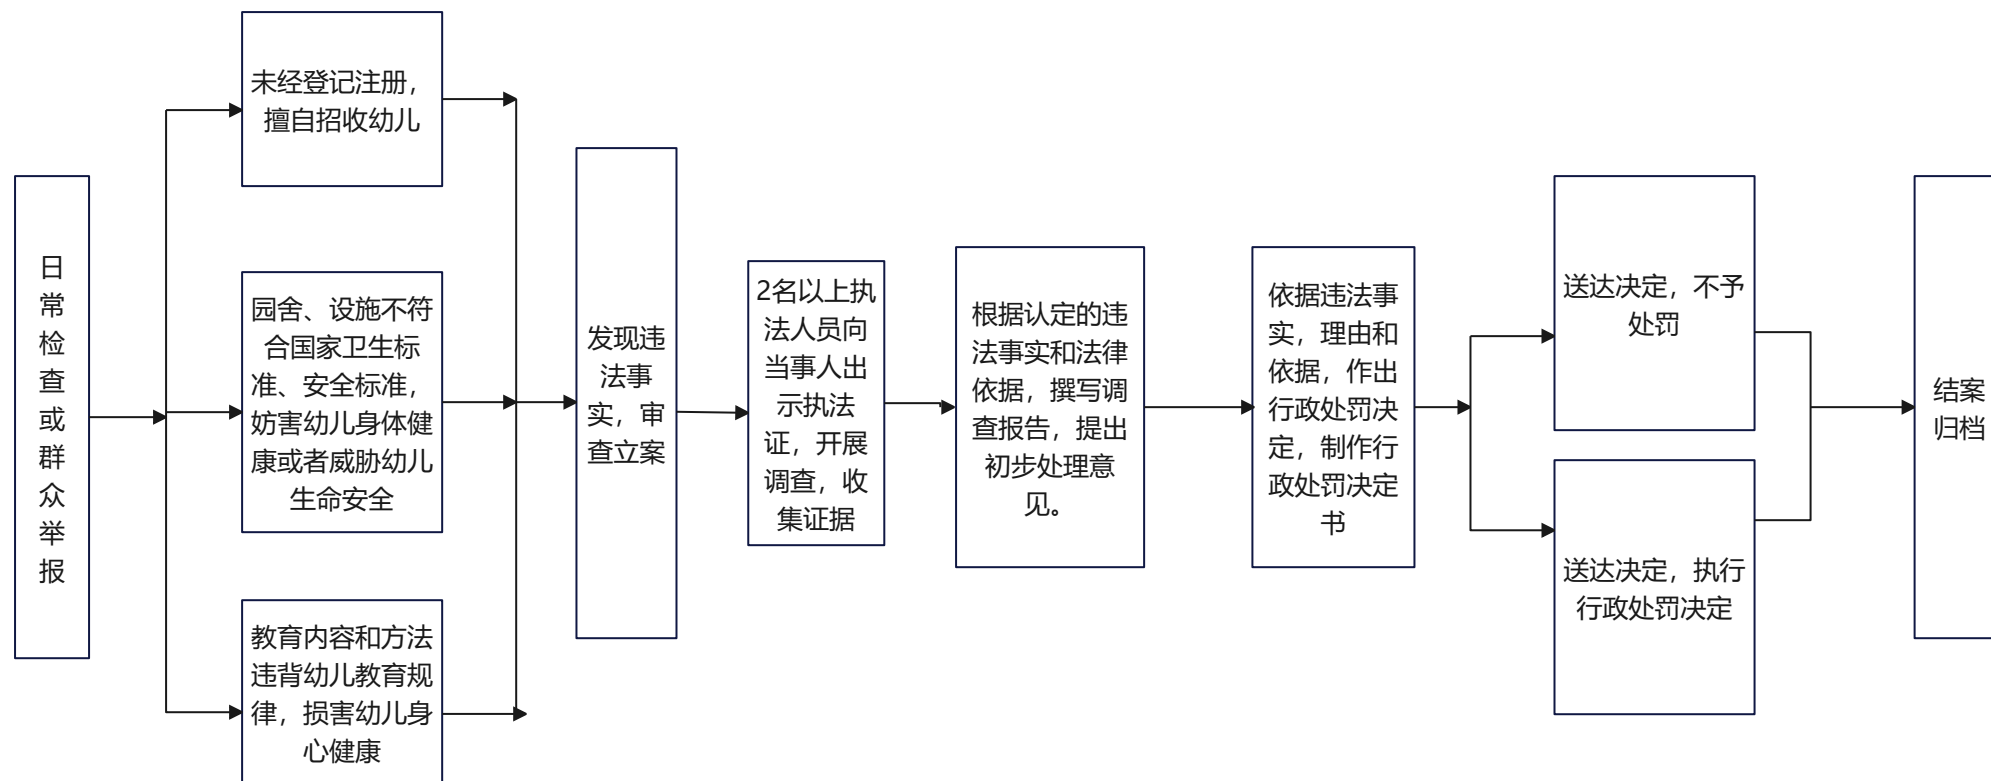 日
常
检
查
或
群
众
举
报
未经登记注册，
擅自招收幼儿
园舍、设施不符
合国家卫生标
准、安全标准，
妨害幼儿身体健
康或者威胁幼儿
生命安全
教育内容和方法
违背幼儿教育规
律，损害幼儿身
心健康
发现违
法事
实，审
查立案
2名以上执
法人员向
当事人出
示执法
证，开展
调查，收
集证据
根据认定的违
法事实和法律
依据，撰写调
查报告，提出
初步处理意
见。
依据违法事
实，理由和
依据，作出
行政处罚决
定，制作行
政处罚决定
书
送达决定，不予
处罚
送达决定，执行
行政处罚决定
结案
归档